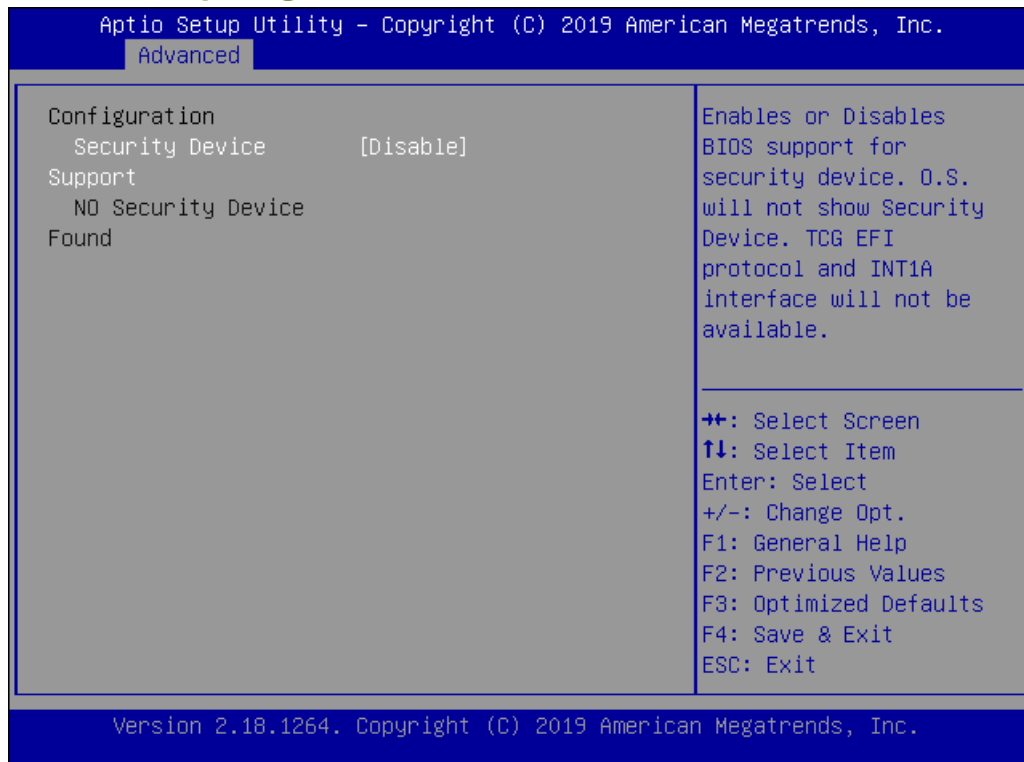 Aptio Setup Utility – Copyright (C) 2019 American Megatrends, Inc.
Advanced
Configuration
Security Device [Disable]
Support
NO Security Device
Found
Enables or Disables
BIOS support for
security device. O.S.
will not show Security
Device. TCG EFI
protocol and INT1A
interface will not be
available.
→←: Select Screen
↑↓: Select Item
Enter: Select
+/-: Change Opt.
F1: General Help
F2: Previous Values
F3: Optimized Defaults
F4: Save & Exit
ESC: Exit
Version 2.18.1264. Copyright (C) 2019 American Megatrends, Inc.